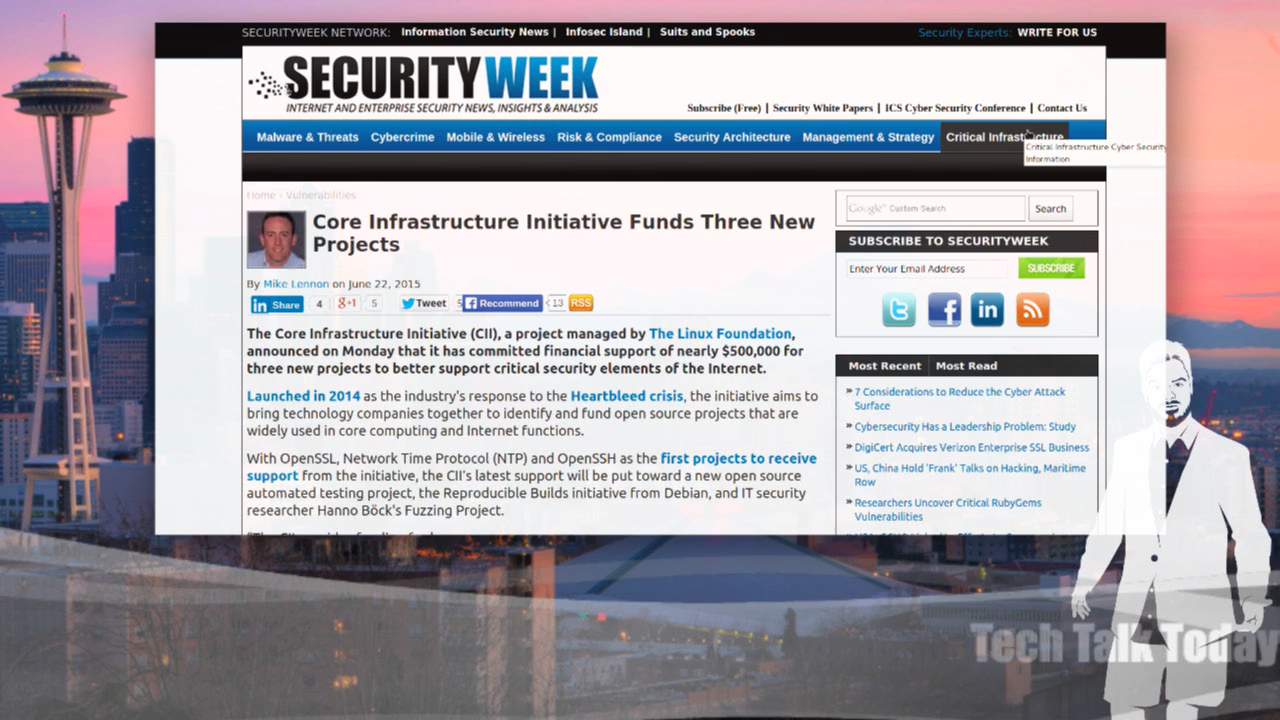 SECURITYWEEK NETWORK: Information Security News | Infosec Island | Suits and Spooks
Security Experts: WRITE FOR US
SECURITYWEEK
INTERNET AND ENTERPRISE SECURITY NEWS, INSIGHTS & ANALYSIS
Subscribe (Free) | Security White Papers | ICS Cyber Security Conference | Contact Us
Malware & Threats Cybercrime Mobile & Wireless Risk & Compliance Security Architecture Management & Strategy Critical Infrastructure
Critical Infrastructure Cyber Security
Information
Home › Vulnerabilities
Core Infrastructure Initiative Funds Three New
Projects
By Mike Lennon on June 22, 2015
in Share 4 g+1 5 Tweet 5 Recommend 13 RSS
The Core Infrastructure Initiative (CII), a project managed by The Linux Foundation,
announced on Monday that it has committed financial support of nearly $500,000 for
three new projects to better support critical security elements of the Internet.
Launched in 2014 as the industry's response to the Heartbleed crisis, the initiative aims to
bring technology companies together to identify and fund open source projects that are
widely used in core computing and Internet functions.
With OpenSSL, Network Time Protocol (NTP) and OpenSSH as the first projects to receive
support from the initiative, the CII's latest support will be put toward a new open source
automated testing project, the Reproducible Builds initiative from Debian, and IT security
researcher Hanno Böck's Fuzzing Project.
Google™ Custom Search Search
SUBSCRIBE TO SECURITYWEEK
Enter Your Email Address SUBSCRIBE
Most Recent Most Read
» 7 Considerations to Reduce the Cyber Attack
Surface
» Cybersecurity Has a Leadership Problem: Study
» DigiCert Acquires Verizon Enterprise SSL Business
» US, China Hold 'Frank' Talks on Hacking, Maritime
Row
» Researchers Uncover Critical RubyGems
Vulnerabilities
Tech Talk Today